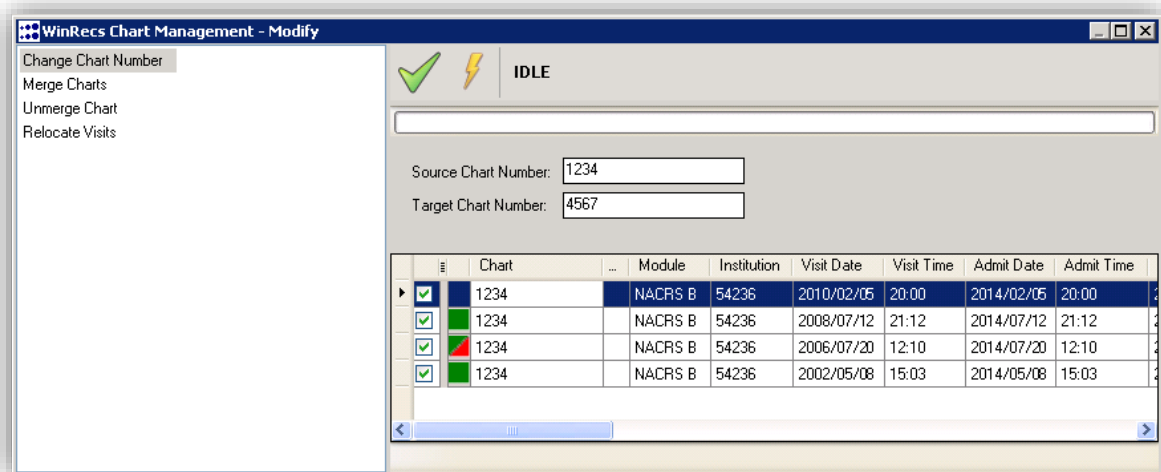 WinRecs Chart Management - Modify
Change Chart Number
Merge Charts
Unmerge Chart
Relocate Visits
IDLE
Source Chart Number: 1234
Target Chart Number: 4567
Chart ... Module Institution Visit Date Visit Time Admit Date Admit Time
1234 NACRS B 54236 2010/02/05 20:00 2014/02/05 20:00
1234 NACRS B 54236 2008/07/12 21:12 2014/07/12 21:12
1234 NACRS B 54236 2006/07/20 12:10 2014/07/20 12:10
1234 NACRS B 54236 2002/05/08 15:03 2014/05/08 15:03